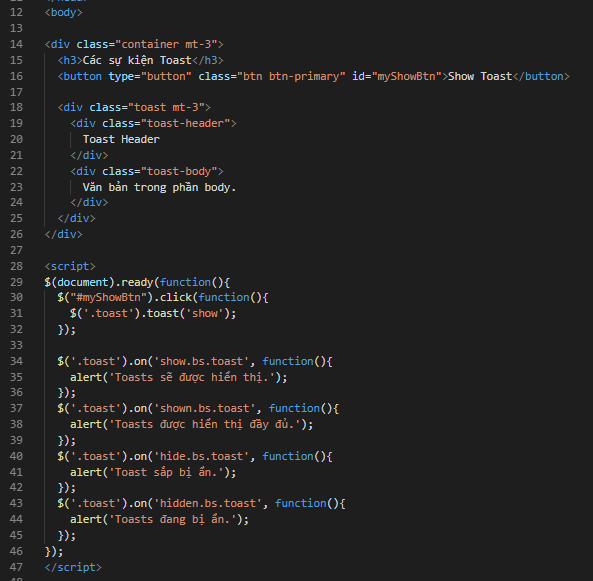 12 <body>
13
14 <div class="container mt-3">
15   <h3>Các sự kiện Toast</h3>
16   <button type="button" class="btn btn-primary" id="myShowBtn">Show Toast</button>
17
18   <div class="toast mt-3">
19     <div class="toast-header">
20       Toast Header
21     </div>
22     <div class="toast-body">
23       Văn bản trong phần body.
24     </div>
25   </div>
26 </div>
27
28 <script>
29 $(document).ready(function(){
30   $("#myShowBtn").click(function(){
31     $('.toast').toast('show');
32   });
33
34   $('.toast').on('show.bs.toast', function(){
35     alert('Toasts sẽ được hiển thị.');
36   });
37   $('.toast').on('shown.bs.toast', function(){
38     alert('Toasts được hiển thị đầy đủ.');
39   });
40   $('.toast').on('hide.bs.toast', function(){
41     alert('Toast sắp bị ẩn.');
42   });
43   $('.toast').on('hidden.bs.toast', function(){
44     alert('Toasts đang bị ẩn.');
45   });
46 });
47 </script>